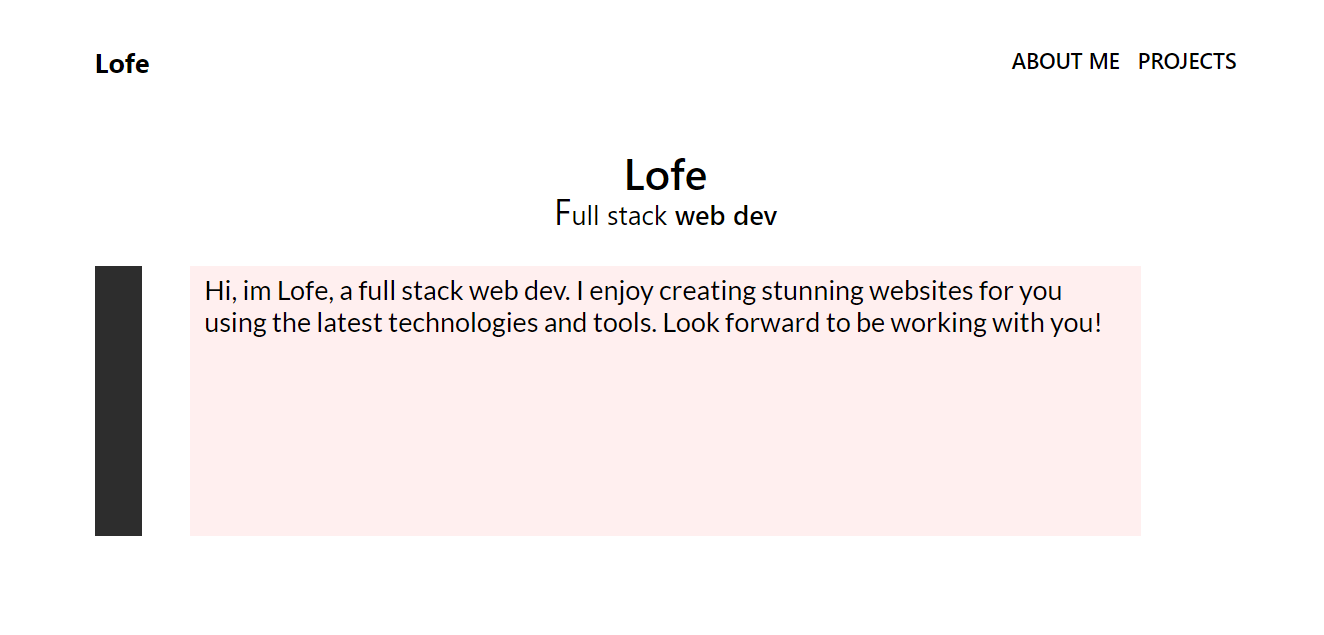 Lofe
ABOUT ME PROJECTS
Lofe
Full stack web dev
Hi, im Lofe, a full stack web dev. I enjoy creating stunning websites for you
using the latest technologies and tools. Look forward to be working with you!